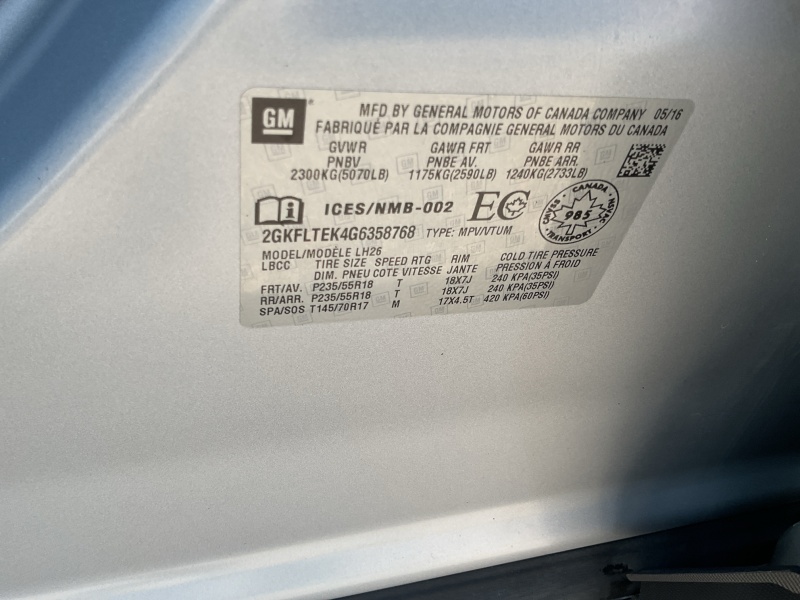 GM
MFD BY GENERAL MOTORS OF CANADA COMPANY 05/16
FABRIQUÉ PAR LA COMPAGNIE GENERAL MOTORS DU CANADA
GVWR GAWR FRT GAWR RR
PNBV PNBE AV. PNBE ARR.
2300KG(5070LB) 1175KG(2590LB) 1240KG(2733LB)
ICES/NMB-002 EC CANADA 985 TRANSPORT
2GKFLTEK4G6358768 TYPE: MPV/VTUM
MODEL/MODÈLE LH26
LBCC TIRE SIZE SPEED RTG RIM COLD TIRE PRESSURE
DIM. PNEU COTE VITESSE JANTE PRESSION À FROID
FRT/AV. P235/55R18 T 18X7J 240 KPA(35PSI)
RR/ARR. P235/55R18 T 18X7J 240 KPA(35PSI)
SPA/SOS T145/70R17 M 17X4.5T 420 KPA(60PSI)